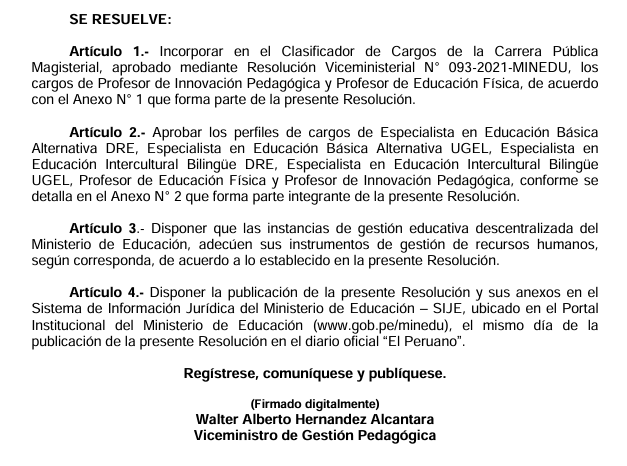 SE RESUELVE:
Artículo 1.- Incorporar en el Clasificador de Cargos de la Carrera Pública
Magisterial, aprobado mediante Resolución Viceministerial N° 093-2021-MINEDU, los
cargos de Profesor de Innovación Pedagógica y Profesor de Educación Física, de acuerdo
con el Anexo N° 1 que forma parte de la presente Resolución.
Artículo 2.- Aprobar los perfiles de cargos de Especialista en Educación Básica
Alternativa DRE, Especialista en Educación Básica Alternativa UGEL, Especialista en
Educación Intercultural Bilingüe DRE, Especialista en Educación Intercultural Bilingüe
UGEL, Profesor de Educación Física y Profesor de Innovación Pedagógica, conforme se
detalla en el Anexo N° 2 que forma parte integrante de la presente Resolución.
Artículo 3.- Disponer que las instancias de gestión educativa descentralizada del
Ministerio de Educación, adecúen sus instrumentos de gestión de recursos humanos,
según corresponda, de acuerdo a lo establecido en la presente Resolución.
Artículo 4.- Disponer la publicación de la presente Resolución y sus anexos en el
Sistema de Información Jurídica del Ministerio de Educación – SIJE, ubicado en el Portal
Institucional del Ministerio de Educación (www.gob.pe/minedu), el mismo día de la
publicación de la presente Resolución en el diario oficial “El Peruano”.
Regístrese, comuníquese y publíquese.
(Firmado digitalmente)
Walter Alberto Hernandez Alcantara
Viceministro de Gestión Pedagógica